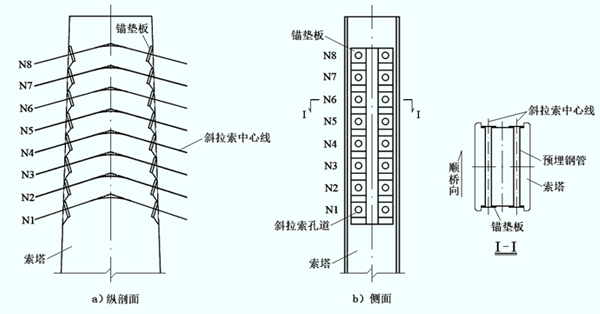 锚垫板
N8
N7
N6
N5
N4
N3
N2
N1
斜拉索中心线
索塔
a)纵剖面
锚垫板
N8
N7
N6
N5
N4
N3
N2
N1
I
I
斜拉索孔道
索塔
b)侧面
斜拉索中心线
顺桥向
预埋钢管
索塔
锚垫板
I-I